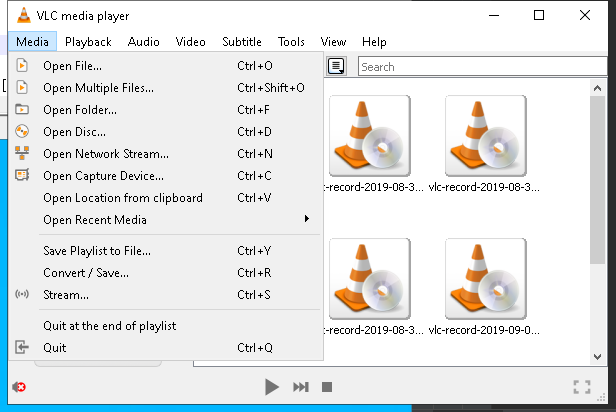 VLC media player
Media Playback Audio Video Subtitle Tools View Help
Open File... Ctrl+O
Open Multiple Files... Ctrl+Shift+O
Open Folder... Ctrl+F
Open Disc... Ctrl+D
Open Network Stream... Ctrl+N
Open Capture Device... Ctrl+C
Open Location from clipboard Ctrl+V
Open Recent Media
Save Playlist to File... Ctrl+Y
Convert / Save... Ctrl+R
Stream... Ctrl+S
Quit at the end of playlist
Quit Ctrl+Q
Search
:-record-2019-08-3... vlc-record-2019-08-3...
:-record-2019-08-3... vlc-record-2019-09-0...